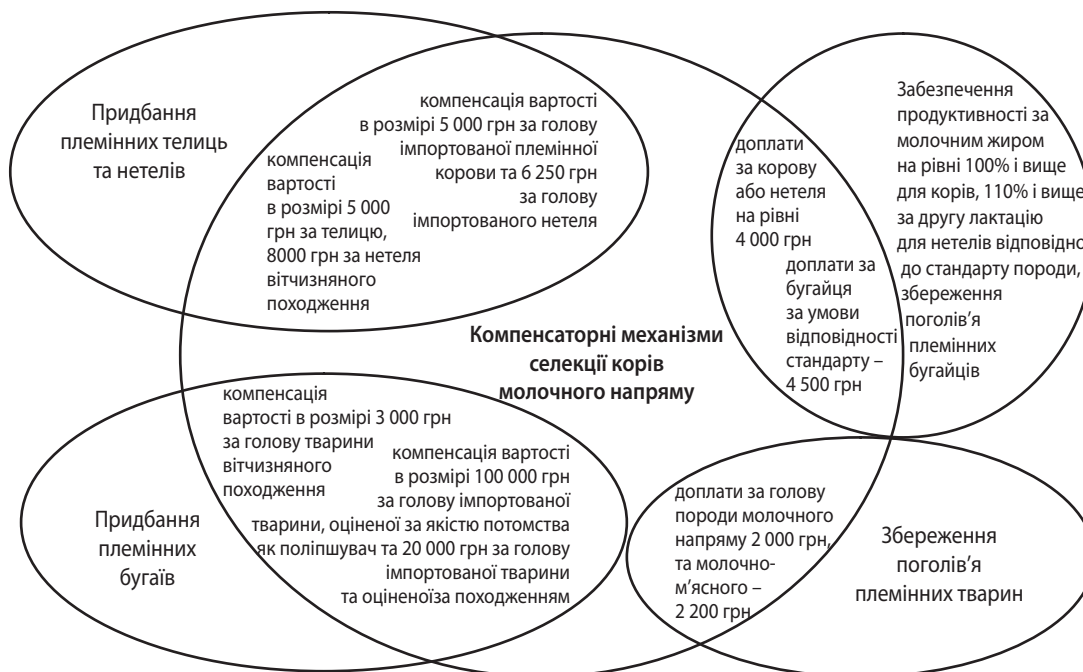 Придбання
племінних телиць
та нетелів
компенсація
вартості
в розмірі 5 000
грн за телицю,
8000 грн за нетеля
вітчизняного
походження
компенсація вартості
в розмірі 5 000 грн за голову
імпортованої племінної
корови та 6 250 грн
за голову
імпортованого нетеля
доплати
за корову
або нетеля
на рівні
4 000 грн
доплати за
бугайця
за умови
відповідності
стандарту –
4 500 грн
Забезпечення
продуктивності за
молочним жиром
на рівні 100% і вище
для корів, 110% і вище
за другу лактацію
для нетелів відповідно
до стандарту породи,
збереження
поголів’я
племінних
бугайців
Компенсаторні механізми
селекції корів
молочного напряму
Придбання
племінних
бугаїв
компенсація
вартості в розмірі 3 000 грн
за голову тварини
вітчизняного
походження
компенсація вартості
в розмірі 100 000 грн
за голову імпортованої
тварини, оціненої за якістю потомства
як поліпшувач та 20 000 грн за голову
імпортованої тварини
та оціненоїза походженням
доплати за голову
породи молочного
напряму 2 000 грн,
та молочно-
м’ясного –
2 200 грн
Збереження
поголів’я
племінних тварин